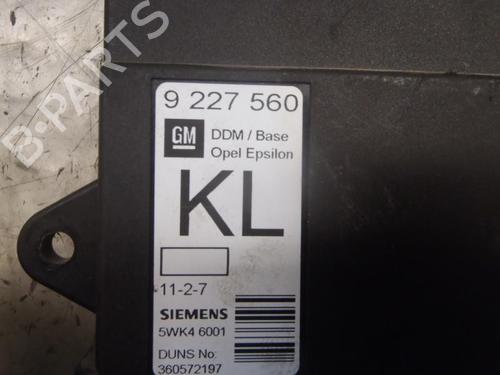 9 227 560
GM
DDM / Base
Opel Epsilon
KL
11-2-7
SIEMENS
5WK4 6001
DUNS No:
360572197
B-PARTS
B-PARTS